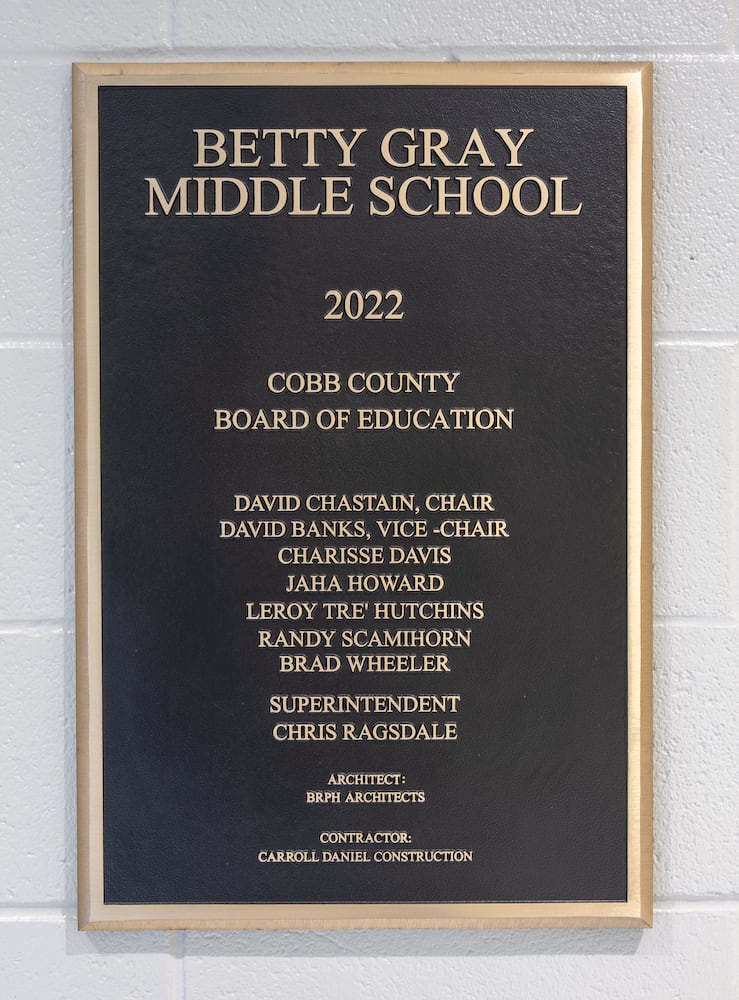 BETTY GRAY
MIDDLE SCHOOL
2022
COBB COUNTY
BOARD OF EDUCATION
DAVID CHASTAIN, CHAIR
DAVID BANKS, VICE -CHAIR
CHARISSE DAVIS
JAHA HOWARD
LEROY TRE' HUTCHINS
RANDY SCAMIHORN
BRAD WHEELER
SUPERINTENDENT
CHRIS RAGSDALE
ARCHITECT:
BRPH ARCHITECTS
CONTRACTOR:
CARROLL DANIEL CONSTRUCTION